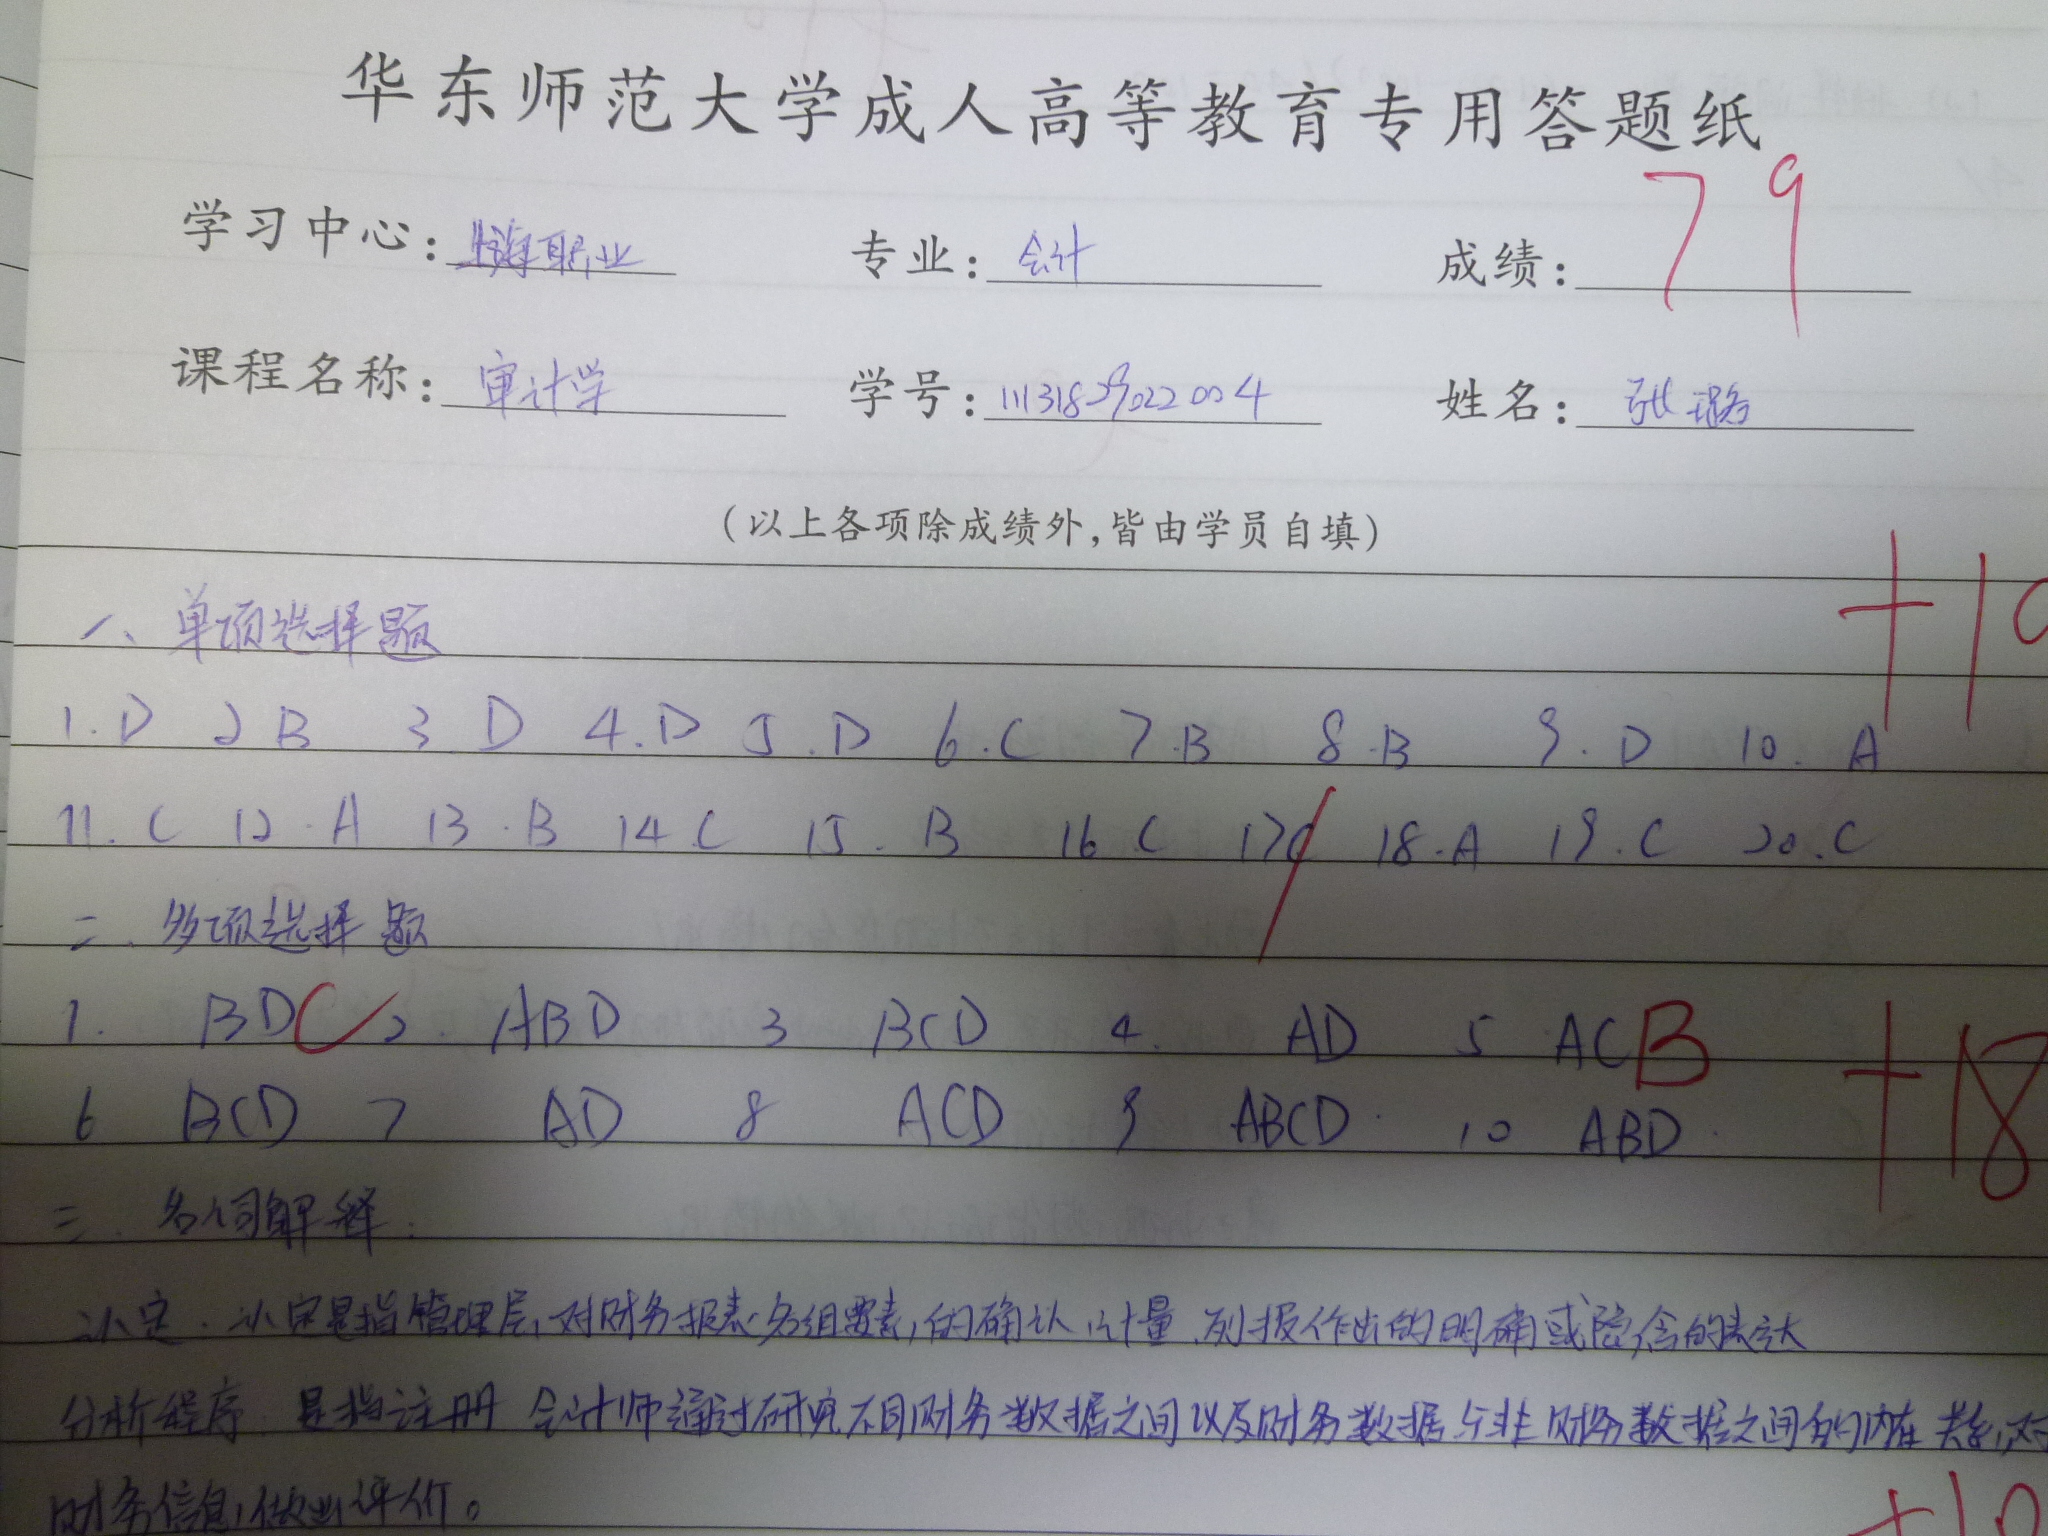 华东师范大学成人高等教育专用答题纸
学习中心: 上海职业 专业: 会计 成绩: 79
课程名称: 审计学 学号: 11131829022004 姓名: 张璐
(以上各项除成绩外,皆由学员自填)
一、单项选择题 +19
1.D 2 B 3 D 4.D 5.D 6.C 7.B 8.B 9.D 10.A
11.C 12.A 13.B 14 C 15.B 16 C 17C 18.A 19.C 20.C
二.多项选择题
1. BDC 2. ABD 3 BCD 4. AD 5 ACB +18
6 BCD 7 AD 8 ACD 9 ABCD 10 ABD
三.名词解释:
认定.认定是指管理层,对财务报表各组要素,的确认,计量,列报作出的明确或隐含的表达
分析程序 是指注册会计师通过研究不同财务数据之间以及财务数据与非财务数据之间的内在关系,对
财务信息,做出评价。 +10